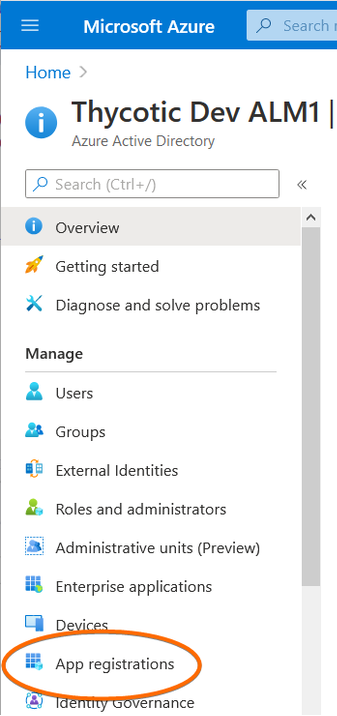 Microsoft Azure
Search r
Home
Thycotic Dev ALM1 |
Azure Active Directory
Search (Ctrl+/)
Overview
Getting started
Diagnose and solve problems
Manage
Users
Groups
External Identities
Roles and administrators
Administrative units (Preview)
Enterprise applications
Devices
App registrations
Identity Governance